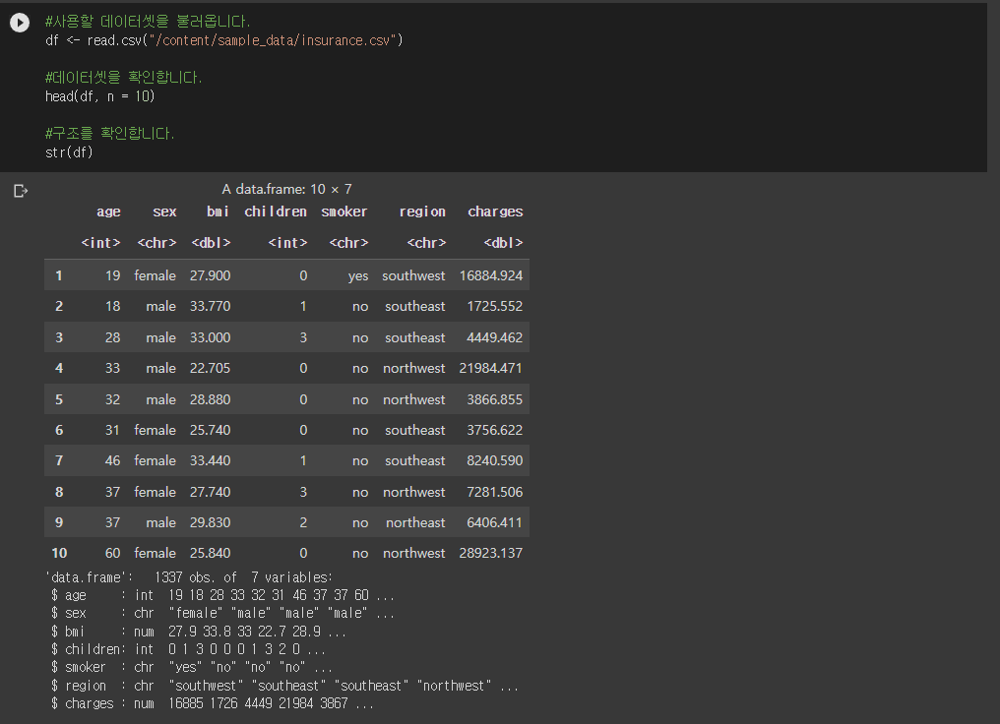 #사용할 데이터셋을 불러옵니다.
df <- read.csv("/content/sample_data/insurance.csv")
#데이터셋을 확인합니다.
head(df, n = 10)
#구조를 확인합니다.
str(df)
A data.frame: 10 × 7
age sex bmi children smoker region charges
<int> <chr> <dbl> <int> <chr> <chr> <dbl>
1 19 female 27.900 0 yes southwest 16884.924
2 18 male 33.770 1 no southeast 1725.552
3 28 male 33.000 3 no southeast 4449.462
4 33 male 22.705 0 no northwest 21984.471
5 32 male 28.880 0 no northwest 3866.855
6 31 female 25.740 0 no southeast 3756.622
7 46 female 33.440 1 no southeast 8240.590
8 37 female 27.740 3 no northwest 7281.506
9 37 male 29.830 2 no northeast 6406.411
10 60 female 25.840 0 no northwest 28923.137
'data.frame': 1337 obs. of 7 variables:
$ age : int 19 18 28 33 32 31 46 37 37 60 ...
$ sex : chr "female" "male" "male" "male" ...
$ bmi : num 27.9 33.8 33 22.7 28.9 ...
$ children: int 0 1 3 0 0 0 1 3 2 0 ...
$ smoker : chr "yes" "no" "no" "no" ...
$ region : chr "southwest" "southeast" "southeast" "northwest" ...
$ charges : num 16885 1726 4449 21984 3867 ...